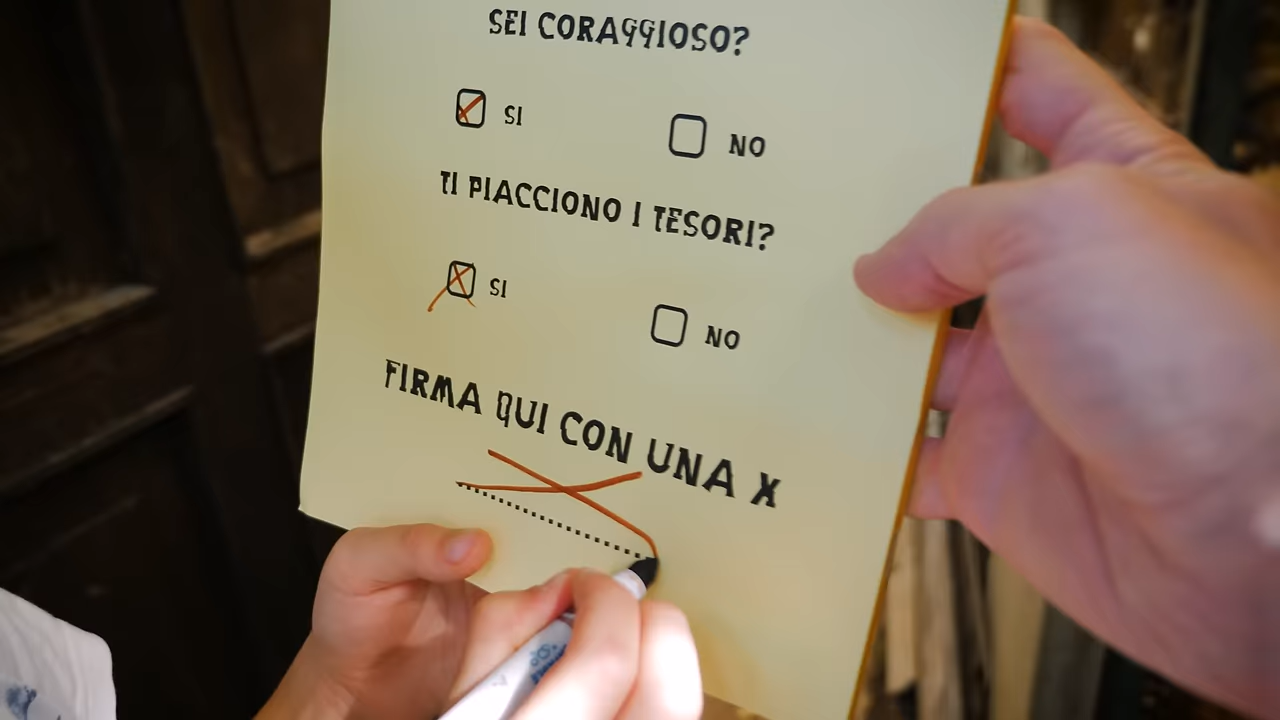 SEI CORAGGIOSO?
SI NO
TI PIACCIONO I TESORI?
SI NO
FIRMA QUI CON UNA X
X